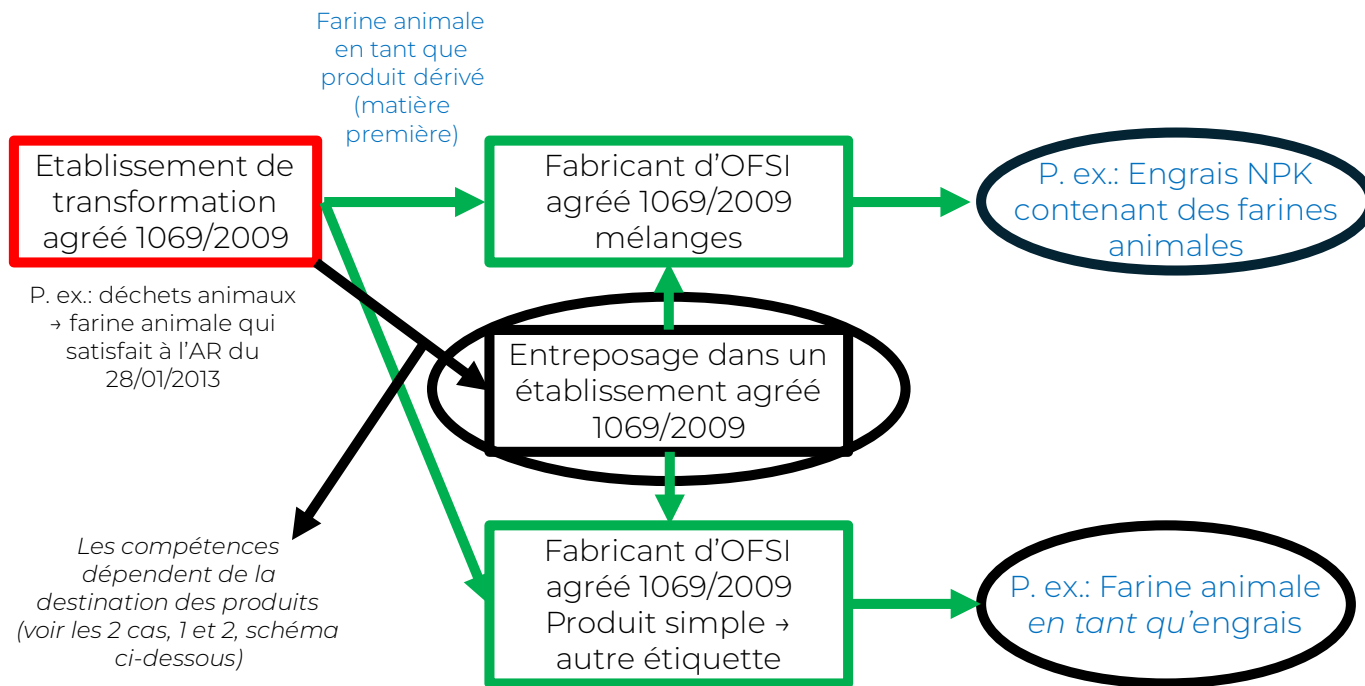 Farine animale
en tant que
produit dérivé
(matière
première)
Etablissement de
transformation
agréé 1069/2009
Fabricant d'OFSI
agréé 1069/2009
mélanges
P. ex.: Engrais NPK
contenant des farines
animales
P. ex.: déchets animaux
→ farine animale qui
satisfait à l'AR du
28/01/2013
Entreposage dans un
établissement agréé
1069/2009
Les compétences
dépendent de la
destination des produits
(voir les 2 cas, 1 et 2, schéma
ci-dessous)
Fabricant d'OFSI
agréé 1069/2009
Produit simple →
autre étiquette
P. ex.: Farine animale
en tant qu'engrais